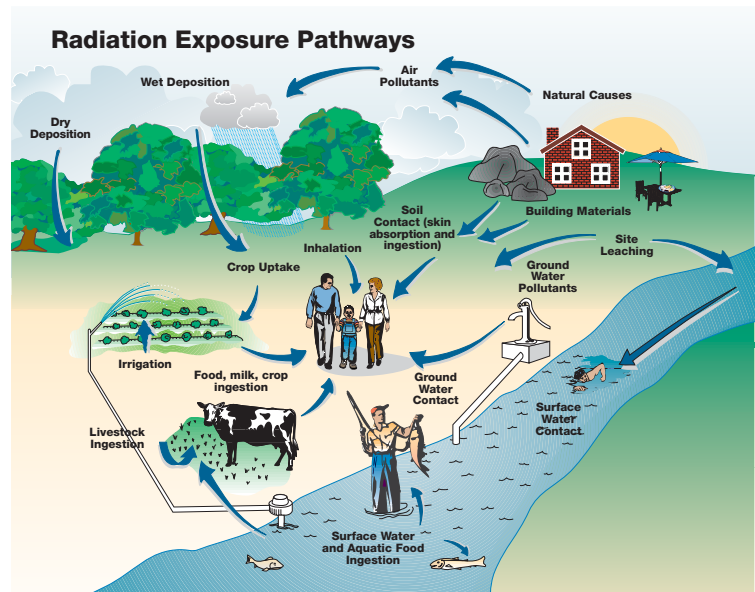 Radiation Exposure Pathways
Wet Deposition
Air
Pollutants
Natural Causes
Dry
Deposition
Building Materials
Soil
Contact (skin
absorption and
ingestion)
Inhalation
Site
Leaching
Crop Uptake
Ground
Water
Pollutants
Irrigation
Food, milk, crop
ingestion
Ground
Water
Contact
Livestock
Ingestion
Surface
Water
Contact
Surface Water
and Aquatic Food
Ingestion